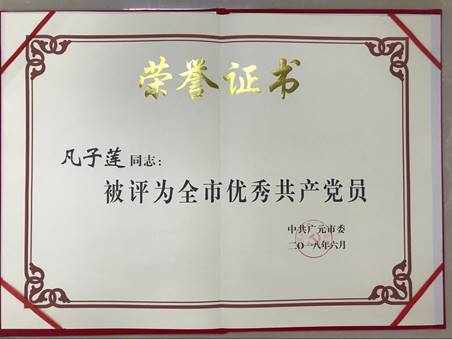 荣誉证书
凡子莲同志：
被评为全市优秀共产党员
中共广元市委
二〇一八年六月